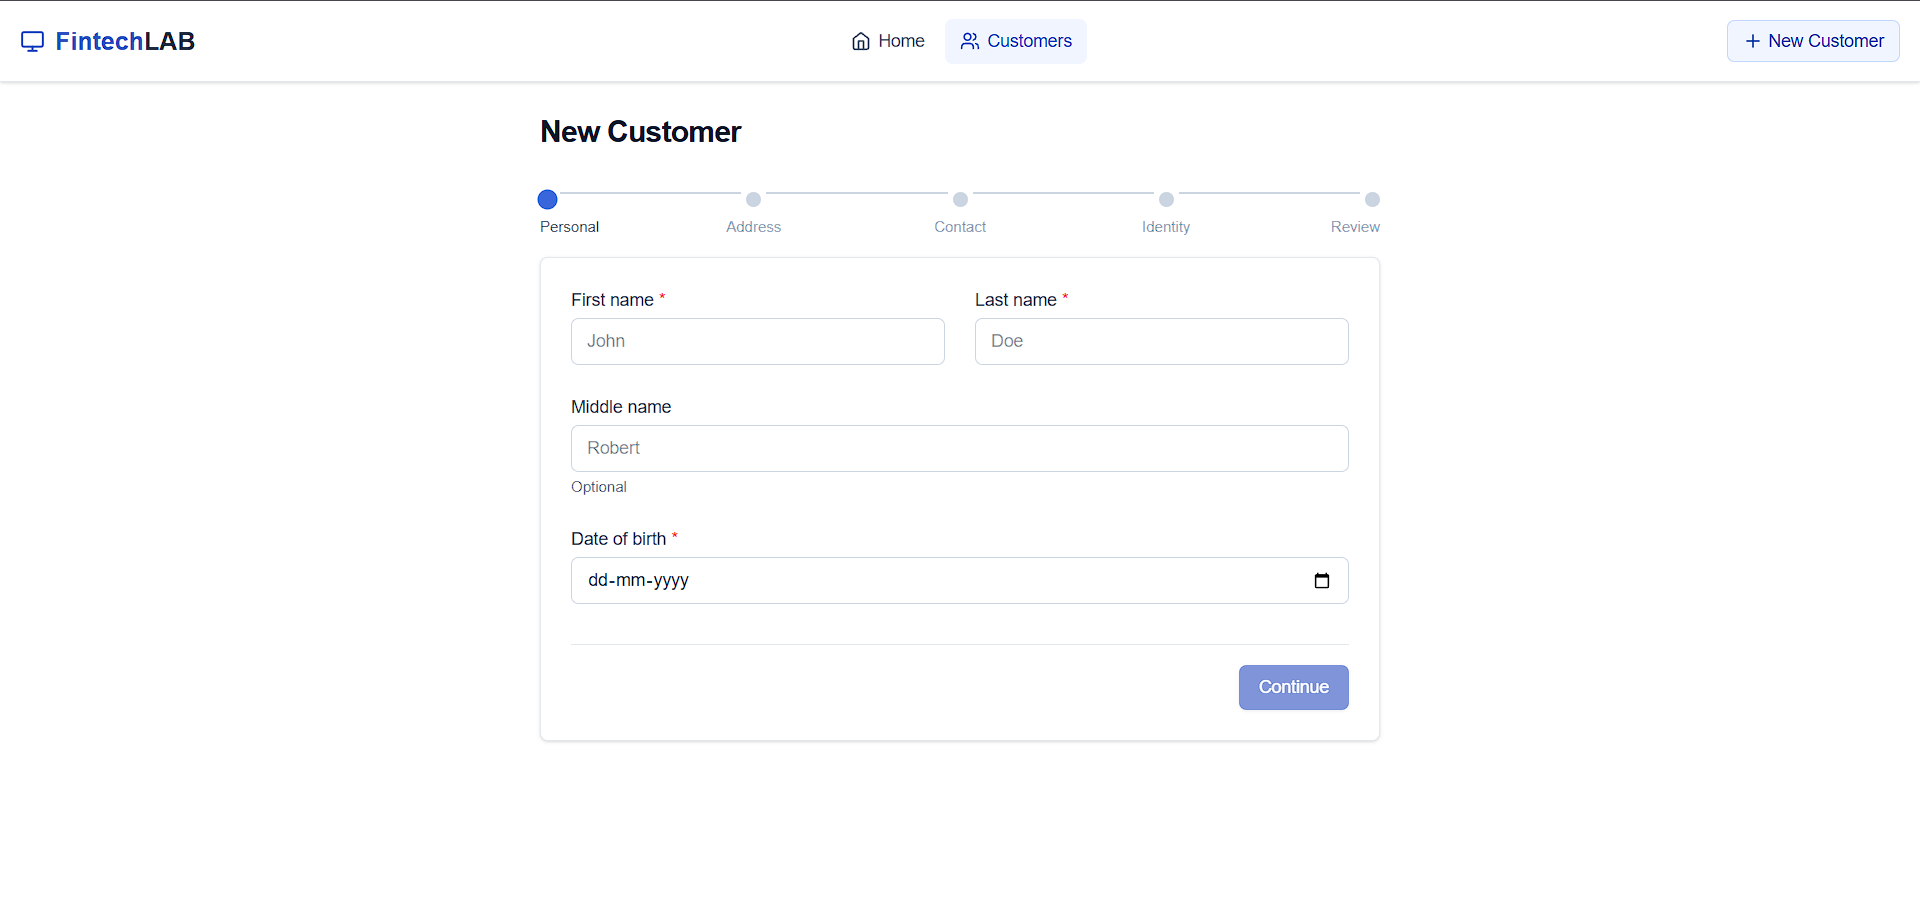 FintechLAB Home Customers + New Customer
New Customer
Personal Address Contact Identity Review
First name * Last name *
John Doe
Middle name
Robert
Optional
Date of birth *
dd-mm-yyyy
Continue